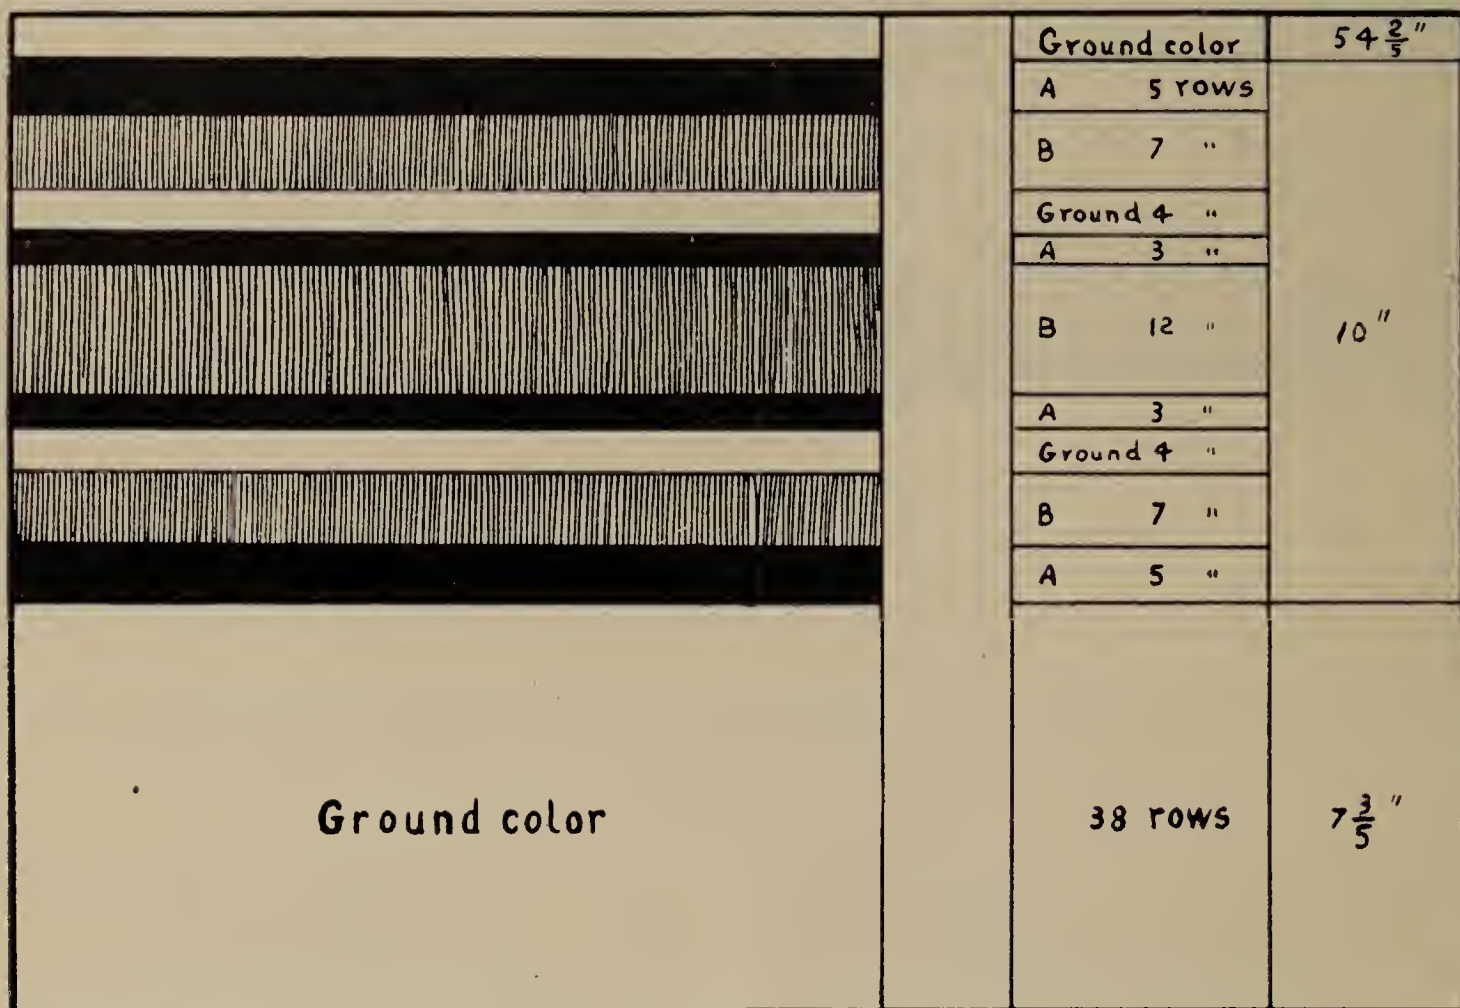 Ground color 54 2/5 "
A 5 rows
B 7 "
Ground 4 "
A 3 "
B 12 " 10 "
A 3 "
Ground 4 "
B 7 "
A 5 "
Ground color 38 rows 7 3/5 "